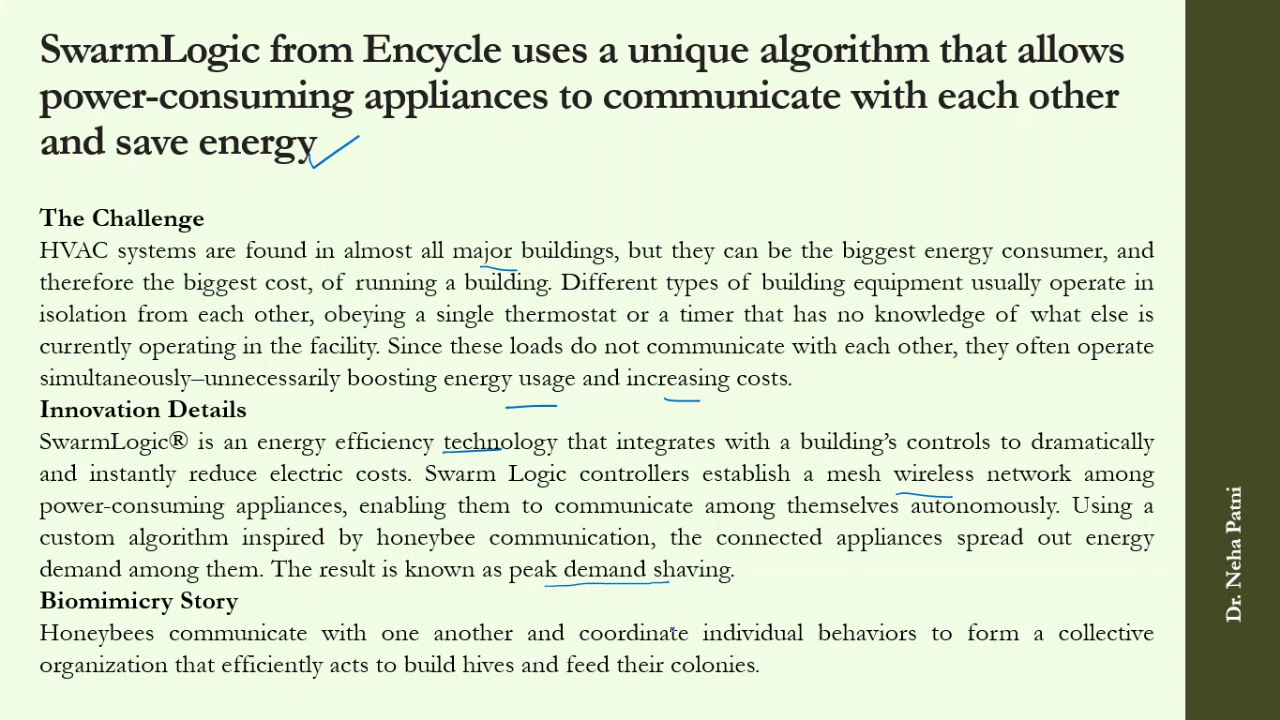 SwarmLogic from Encycle uses a unique algorithm that allows
power-consuming appliances to communicate with each other
and save energy
The Challenge
HVAC systems are found in almost all major buildings, but they can be the biggest energy consumer, and
therefore the biggest cost, of running a building. Different types of building equipment usually operate in
isolation from each other, obeying a single thermostat or a timer that has no knowledge of what else is
currently operating in the facility. Since these loads do not communicate with each other, they often operate
simultaneously–unnecessarily boosting energy usage and increasing costs.
Innovation Details
SwarmLogic® is an energy efficiency technology that integrates with a building's controls to dramatically
and instantly reduce electric costs. Swarm Logic controllers establish a mesh wireless network among
power-consuming appliances, enabling them to communicate among themselves autonomously. Using a
custom algorithm inspired by honeybee communication, the connected appliances spread out energy
demand among them. The result is known as peak demand shaving.
Biomimicry Story
Honeybees communicate with one another and coordinate individual behaviors to form a collective
organization that efficiently acts to build hives and feed their colonies.
Dr. Neha Patni